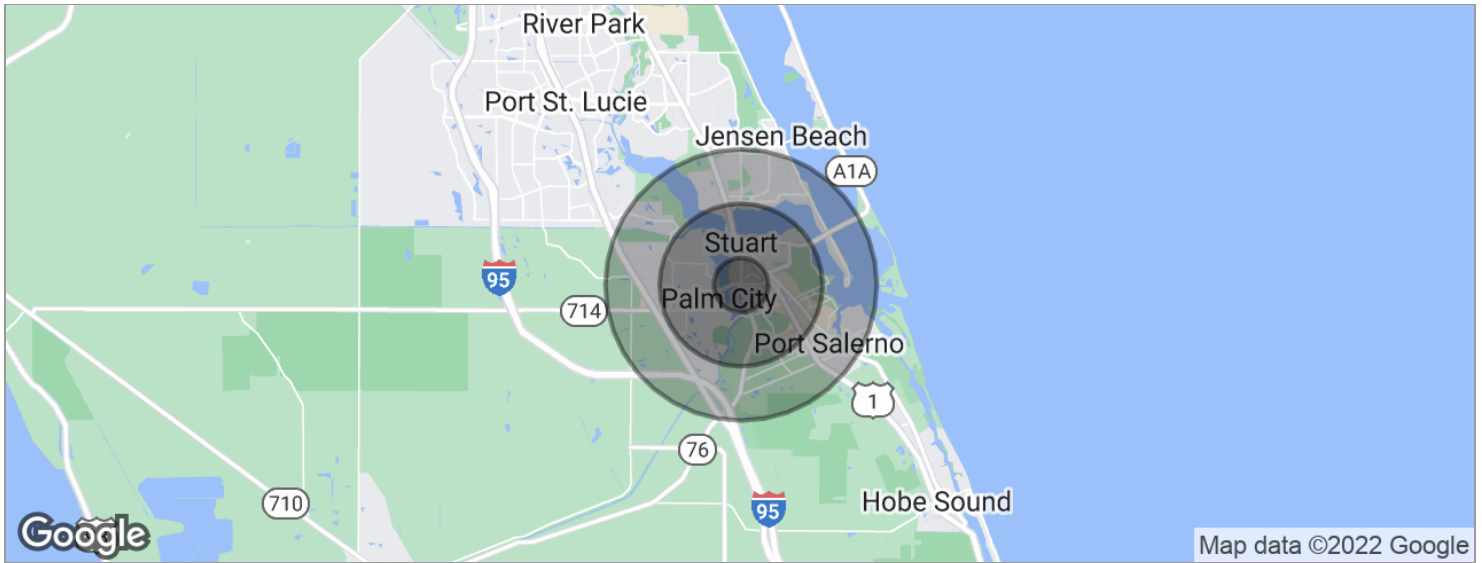 River Park
Port St. Lucie
Jensen Beach
A1A
Stuart
95
Palm City
714
Port Salerno
1
76
Hobe Sound
710
95
Google
Map data ©2022 Google